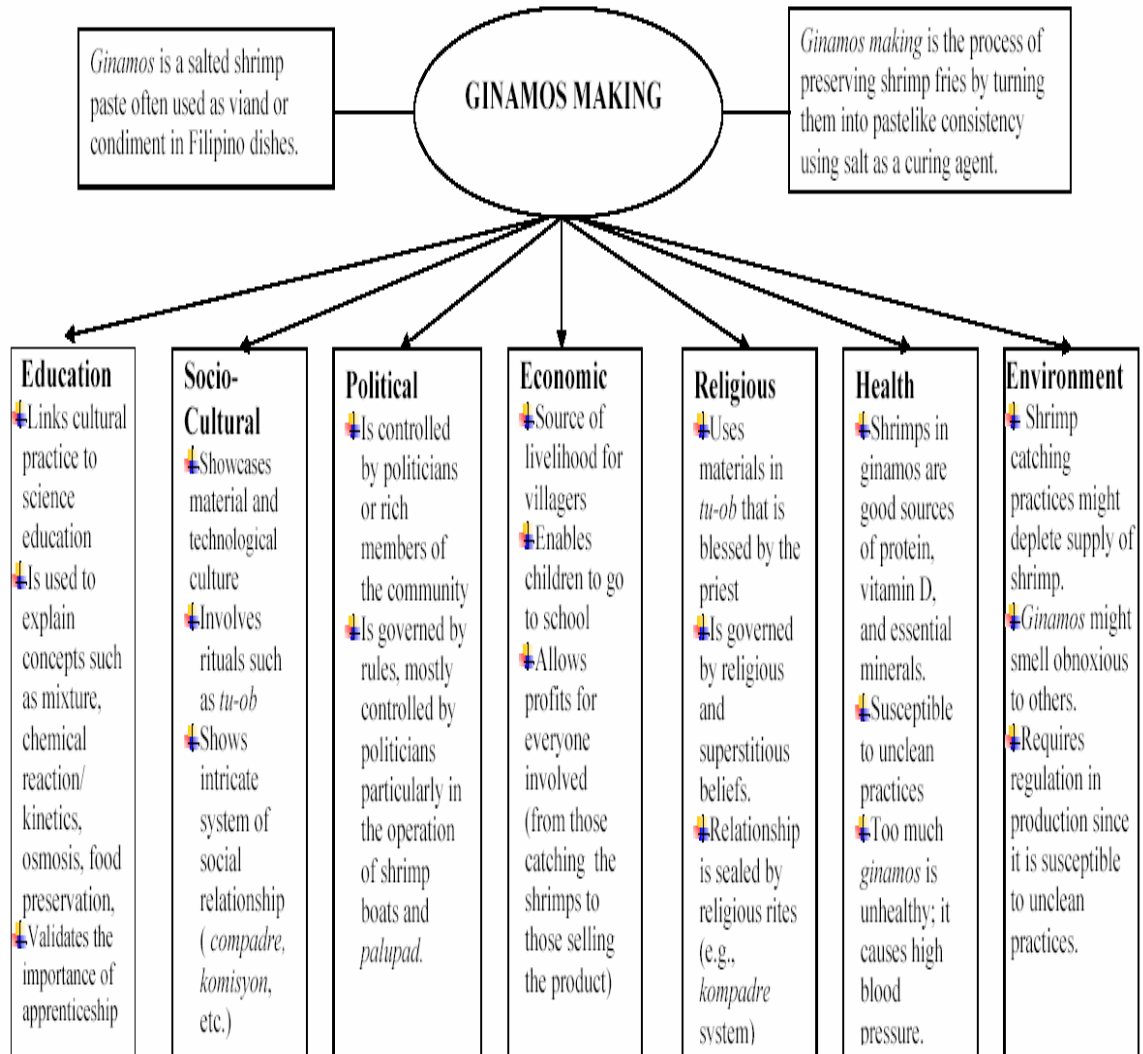 Ginamos is a salted shrimp
paste often used as viand or
condiment in Filipino dishes.
GINAMOS MAKING
Ginamos making is the process of
preserving shrimp fries by turning
them into pastelike consistency
using salt as a curing agent.
Education
Links cultural
practice to
science
education
Is used to
explain
concepts such
as mixture,
chemical
reaction/
kinetics,
osmosis, food
preservation,
Validates the
importance of
apprenticeship
Socio-
Cultural
Showcases
material and
technological
culture
Involves
rituals such
as tu-ob
Shows
intricate
system of
social
relationship
( compadre,
komisyon,
etc.)
Political
Is controlled
by politicians
or rich
members of
the community
Is governed by
rules, mostly
controlled by
politicians
particularly in
the operation
of shrimp
boats and
palupad.
Economic
Source of
livelihood for
villagers
Enables
children to go
to school
Allows
profits for
everyone
involved
(from those
catching the
shrimps to
those selling
the product)
Religious
Uses
materials in
tu-ob that is
blessed by the
priest
Is governed
by religious
and
superstitious
beliefs.
Relationship
is sealed by
religious rites
(e.g.,
kompadre
system)
Health
Shrimps in
ginamos are
good sources
of protein,
vitamin D,
and essential
minerals.
Susceptible
to unclean
practices
Too much
ginamos is
unhealthy; it
causes high
blood
pressure.
Environment
Shrimp
catching
practices might
deplete supply of
shrimp.
Ginamos might
smell obnoxious
to others.
Requires
regulation in
production since
it is susceptible
to unclean
practices.